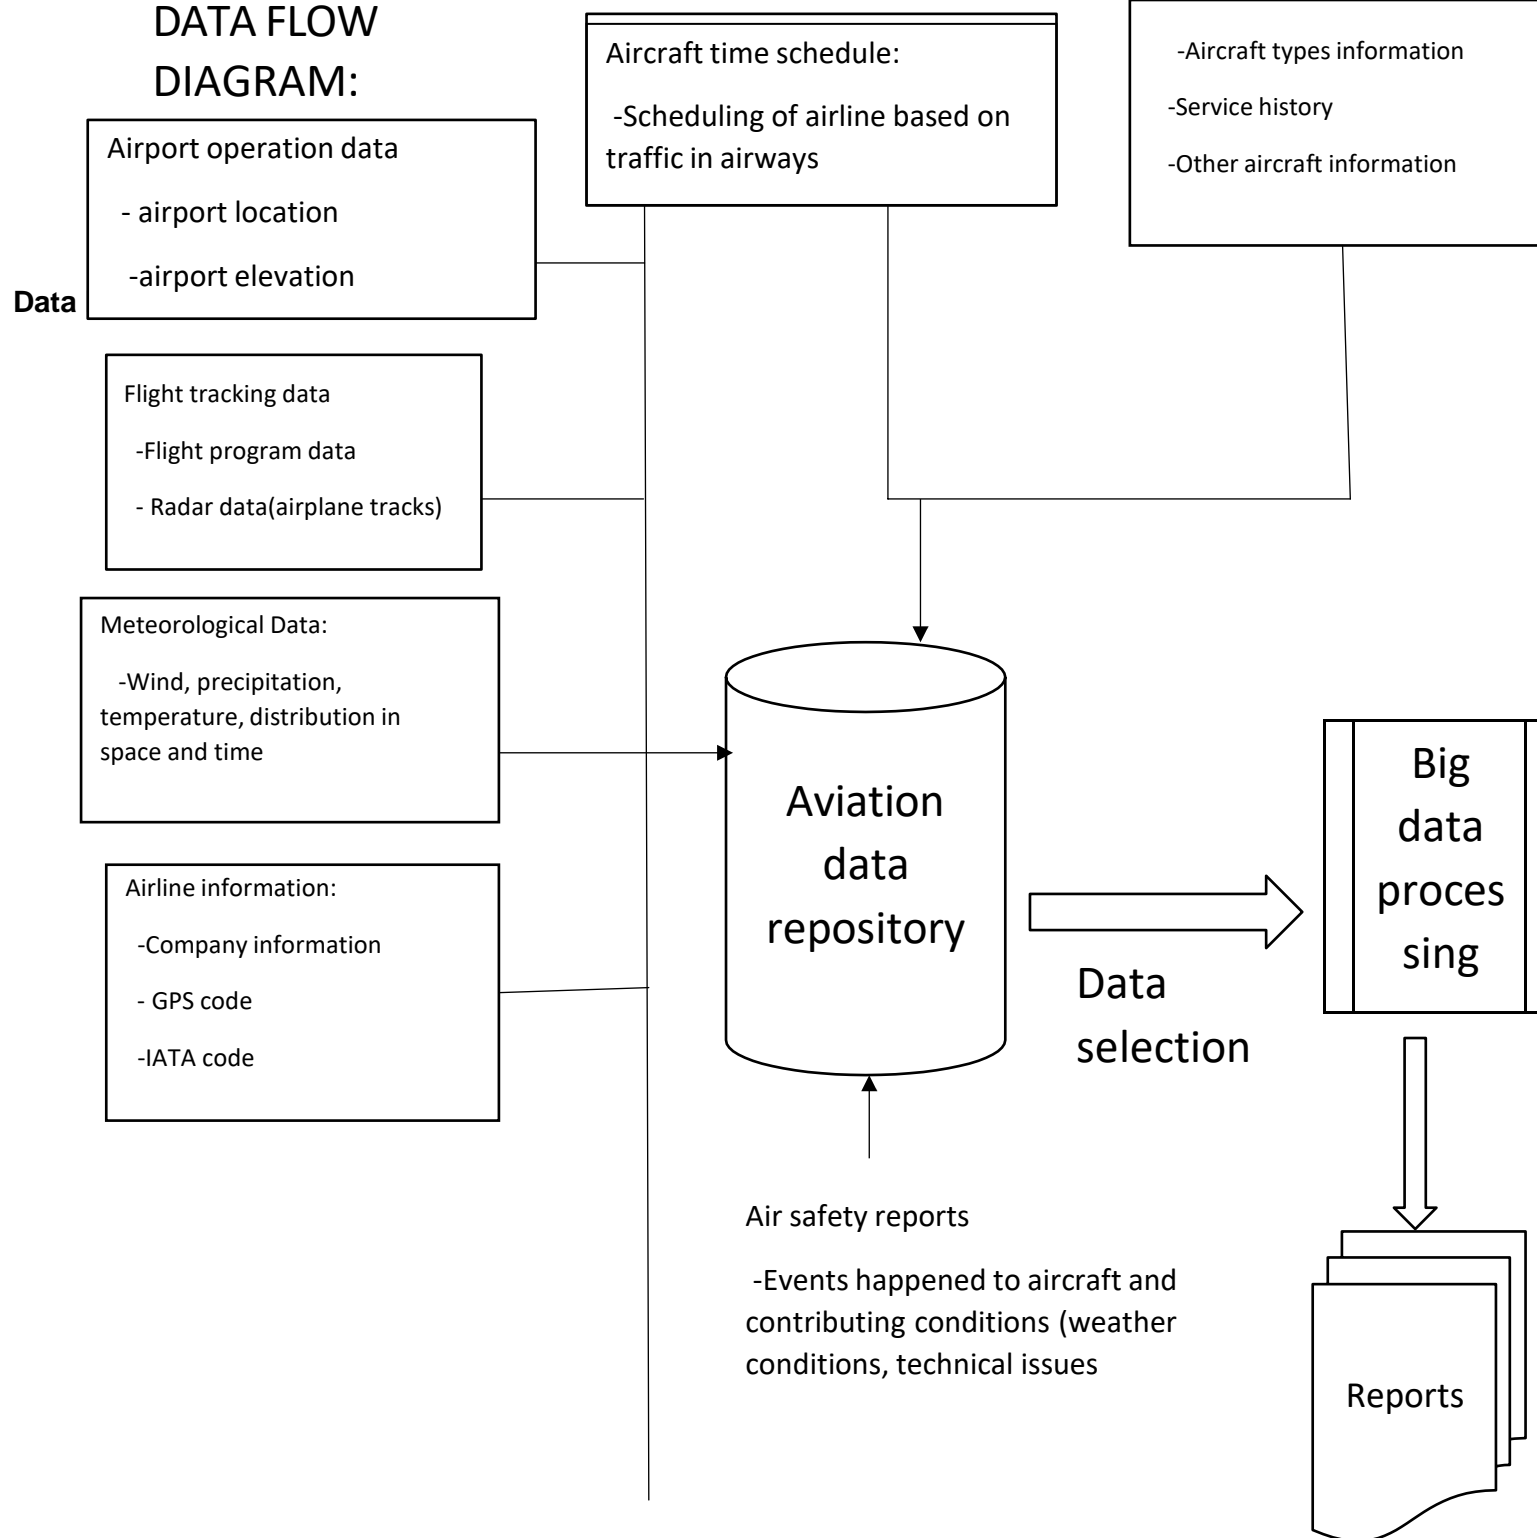 DATA FLOW
DIAGRAM:
Aircraft time schedule:
-Scheduling of airline based on
traffic in airways
-Aircraft types information
-Service history
-Other aircraft information
Airport operation data
- airport location
-airport elevation
Data
Flight tracking data
-Flight program data
- Radar data(airplane tracks)
Meteorological Data:
-Wind, precipitation,
temperature, distribution in
space and time
Airline information:
-Company information
- GPS code
-IATA code
Aviation
data
repository
Data
selection
Big
data
proces
sing
Air safety reports
-Events happened to aircraft and
contributing conditions (weather
conditions, technical issues
Reports